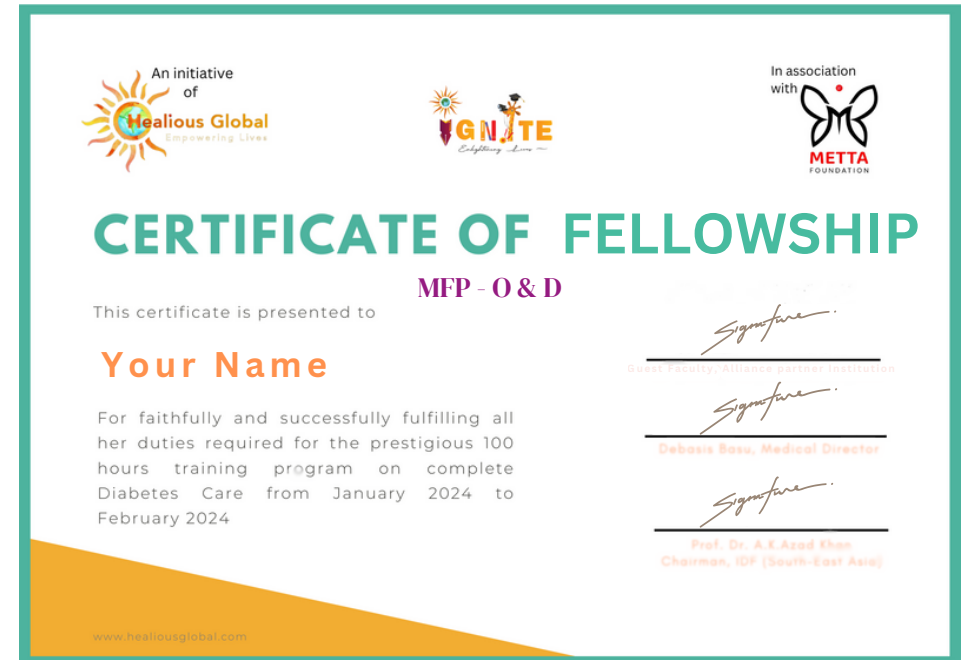 An initiative
of
Healious Global
Empowering Lives
IGNITE
Enlightening Lives
In association
with
METTA
FOUNDATION
CERTIFICATE OF FELLOWSHIP
MFP - O & D
This certificate is presented to
Your Name
For faithfully and successfully fulfilling all
her duties required for the prestigious 100
hours training program on complete
Diabetes Care from January 2024 to
February 2024
Signature
Guest Faculty, Alliance partner Institution
Signature
Debasis Basu, Medical Director
Signature
Prof. Dr. A.K.Azad Khan
Chairman, IDF (South-East Asia)
www.healiousglobal.com